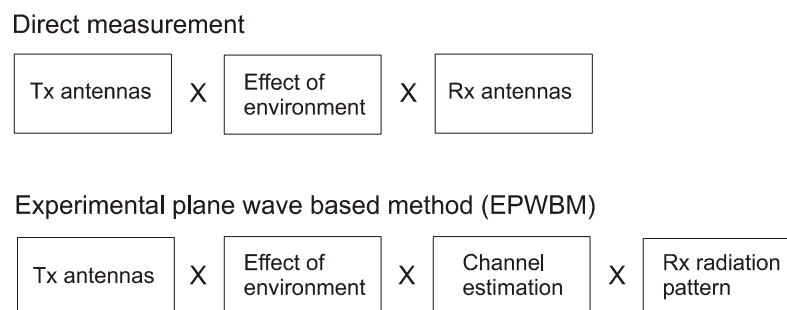 Direct measurement
Tx antennas X Effect of environment X Rx antennas
Experimental plane wave based method (EPWBM)
Tx antennas X Effect of environment X Channel estimation X Rx radiation pattern